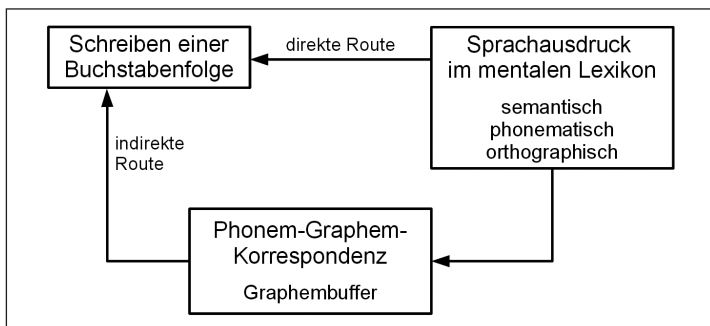 Schreiben einer
Buchstabenfolge
direkte Route
Sprachausdruck
im mentalen Lexikon
semantisch
phonematisch
orthographisch
indirekte
Route
Phonem-Graphem-
Korrespondenz
Graphembuffer